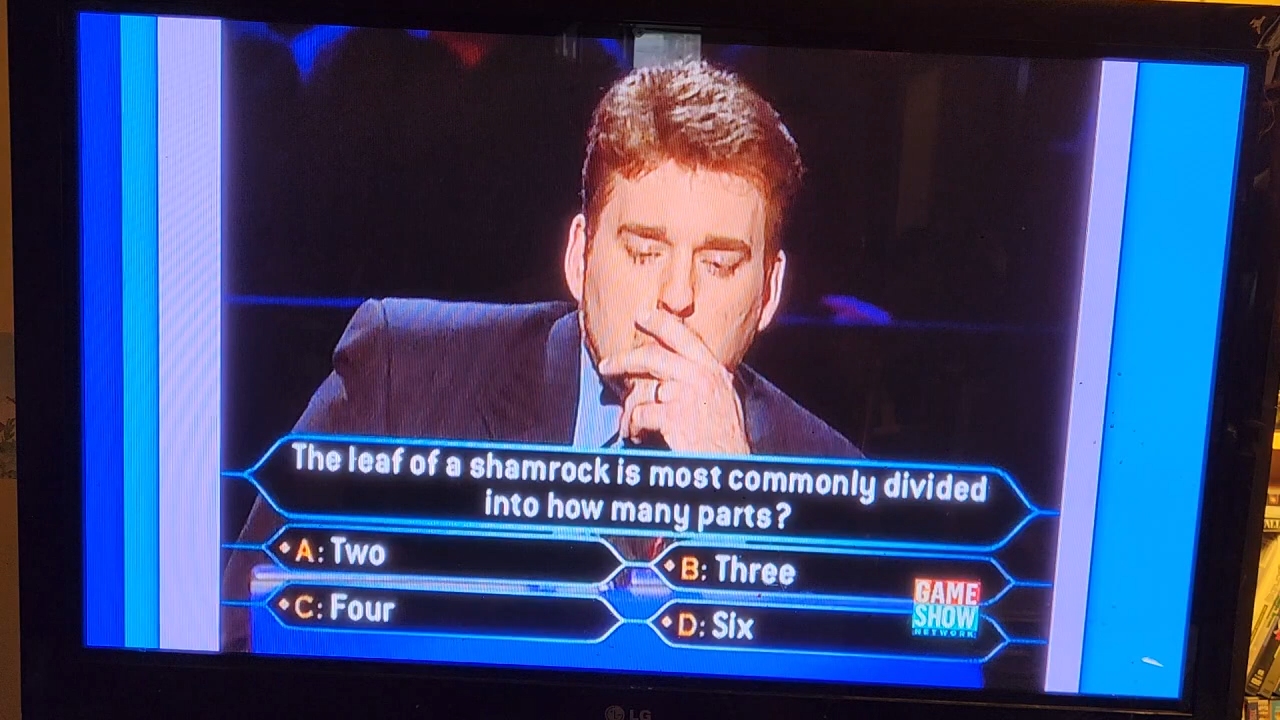 The leaf of a shamrock is most commonly divided
into how many parts?
A: Two
B: Three
C: Four
D: Six
GAME
SHOW
NETWORK
LG